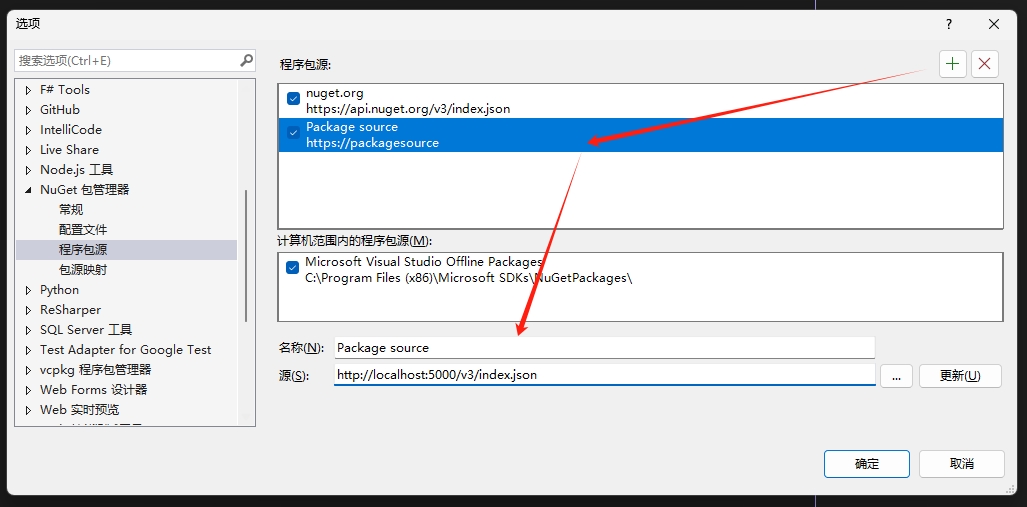 选项
?
搜索选项(Ctrl+E)
F# Tools
GitHub
IntelliCode
Live Share
Node.js 工具
NuGet 包管理器
常规
配置文件
程序包源
包源映射
Python
ReSharper
SQL Server 工具
Test Adapter for Google Test
vcpkg 程序包管理器
Web Forms 设计器
Web 实时预览
程序包源:
nuget.org
https://api.nuget.org/v3/index.json
Package source
https://packagesource
计算机范围内的程序包源(M):
Microsoft Visual Studio Offline Packages
C:\Program Files (x86)\Microsoft SDKs\NuGetPackages\
名称(N):
Package source
源(S):
http://localhost:5000/v3/index.json
...
更新(U)
确定
取消